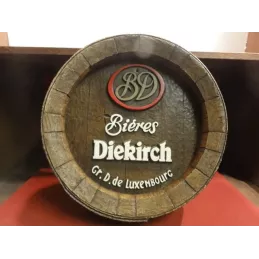 BD
Bières
Diekirch
Gr. D. de Luxembourg